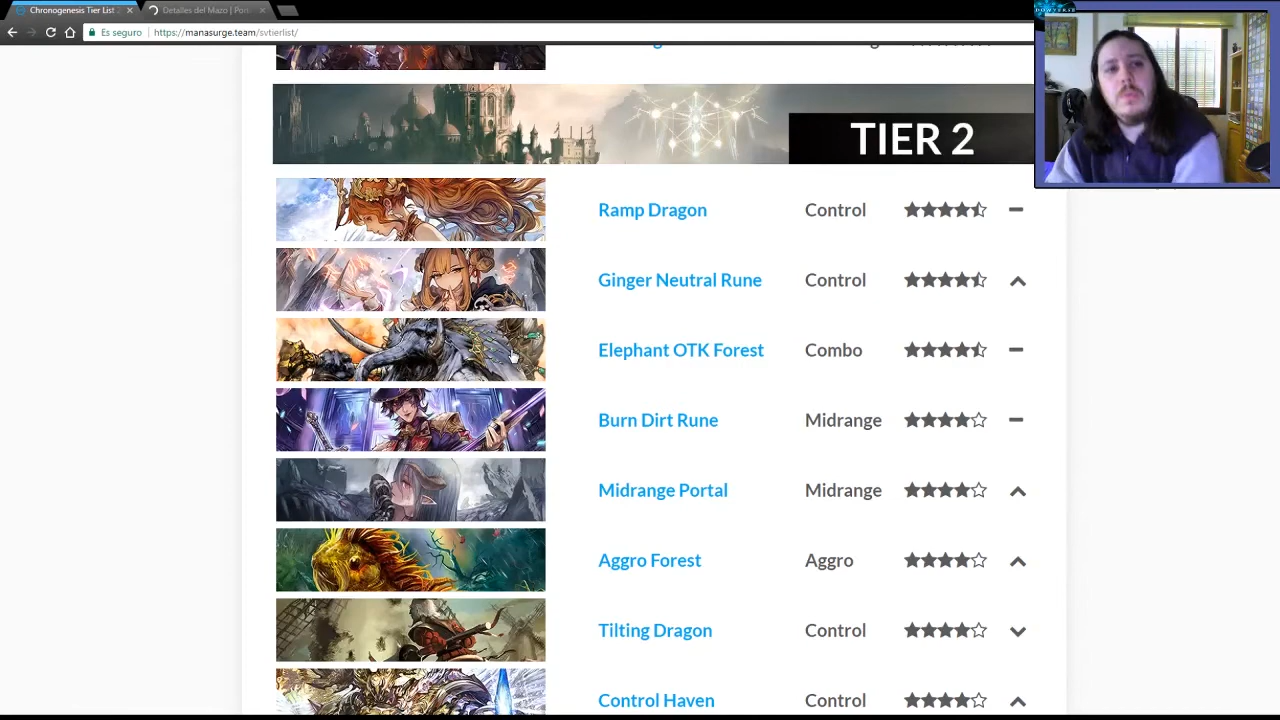 Chronogenesis Tier List
Detalles del Mazo | Por
Es seguro
https://manasurge.team/svtierlist/
TIER 2
Ramp Dragon Control
Ginger Neutral Rune Control
Elephant OTK Forest Combo
Burn Dirt Rune Midrange
Midrange Portal Midrange
Aggro Forest Aggro
Tilting Dragon Control
Control Haven Control